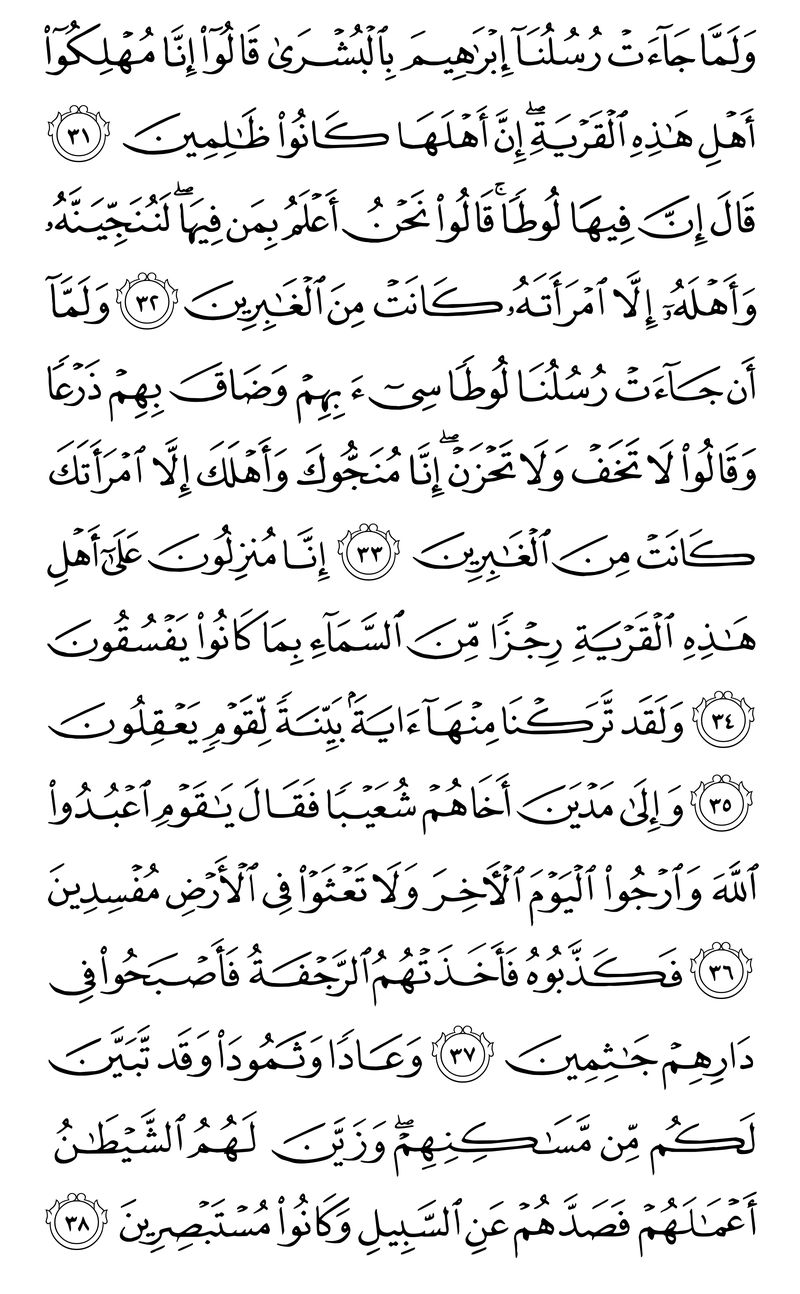 وَلَمَّا جَآءَتْ رُسُلُنَآ إِبْرَٰهِيمَ بِٱلْبُشْرَىٰ قَالُوٓا۟ إِنَّا مُهْلِكُوٓا۟
أَهْلِ هَـٰذِهِ ٱلْقَرْيَةِ ۖ إِنَّ أَهْلَهَا كَانُوا۟ ظَـٰلِمِينَ ٣١
قَالَ إِنَّ فِيهَا لُوطًا ۚ قَالُوا۟ نَحْنُ أَعْلَمُ بِمَن فِيهَا ۖ لَنُنَجِّيَنَّهُۥ
وَأَهْلَهُۥٓ إِلَّا ٱمْرَأَتَهُۥ كَانَتْ مِنَ ٱلْغَـٰبِرِينَ ٣٢ وَلَمَّآ
أَن جَآءَتْ رُسُلُنَا لُوطًا سِىٓءَ بِهِمْ وَضَاقَ بِهِمْ ذَرْعًا
وَقَالُوا۟ لَا تَخَفْ وَلَا تَحْزَنْ ۖ إِنَّا مُنَجُّوكَ وَأَهْلَكَ إِلَّا ٱمْرَأَتَكَ
كَانَتْ مِنَ ٱلْغَـٰبِرِينَ ٣٣ إِنَّا مُنزِلُونَ عَلَىٰٓ أَهْلِ
هَـٰذِهِ ٱلْقَرْيَةِ رِجْزًا مِّنَ ٱلسَّمَآءِ بِمَا كَانُوا۟ يَفْسُقُونَ
٣٤ وَلَقَد تَّرَكْنَا مِنْهَآ ءَايَةًۢ بَيِّنَةً لِّقَوْمٍ يَعْقِلُونَ
٣٥ وَإِلَىٰ مَدْيَنَ أَخَاهُمْ شُعَيْبًا فَقَالَ يَـٰقَوْمِ ٱعْبُدُوا۟
ٱللَّهَ وَٱرْجُوا۟ ٱلْيَوْمَ ٱلْـَٔاخِرَ وَلَا تَعْثَوْا۟ فِى ٱلْأَرْضِ مُفْسِدِينَ
٣٦ فَكَذَّبُوهُ فَأَخَذَتْهُمُ ٱلرَّجْفَةُ فَأَصْبَحُوا۟ فِى
دَارِهِمْ جَـٰثِمِينَ ٣٧ وَعَادًا وَثَمُودَا۟ وَقَد تَّبَيَّنَ
لَكُم مِّن مَّسَـٰكِنِهِمْ ۖ وَزَيَّنَ لَهُمُ ٱلشَّيْطَـٰنُ
أَعْمَـٰلَهُمْ فَصَدَّهُمْ عَنِ ٱلسَّبِيلِ وَكَانُوا۟ مُسْتَبْصِرِينَ ٣٨